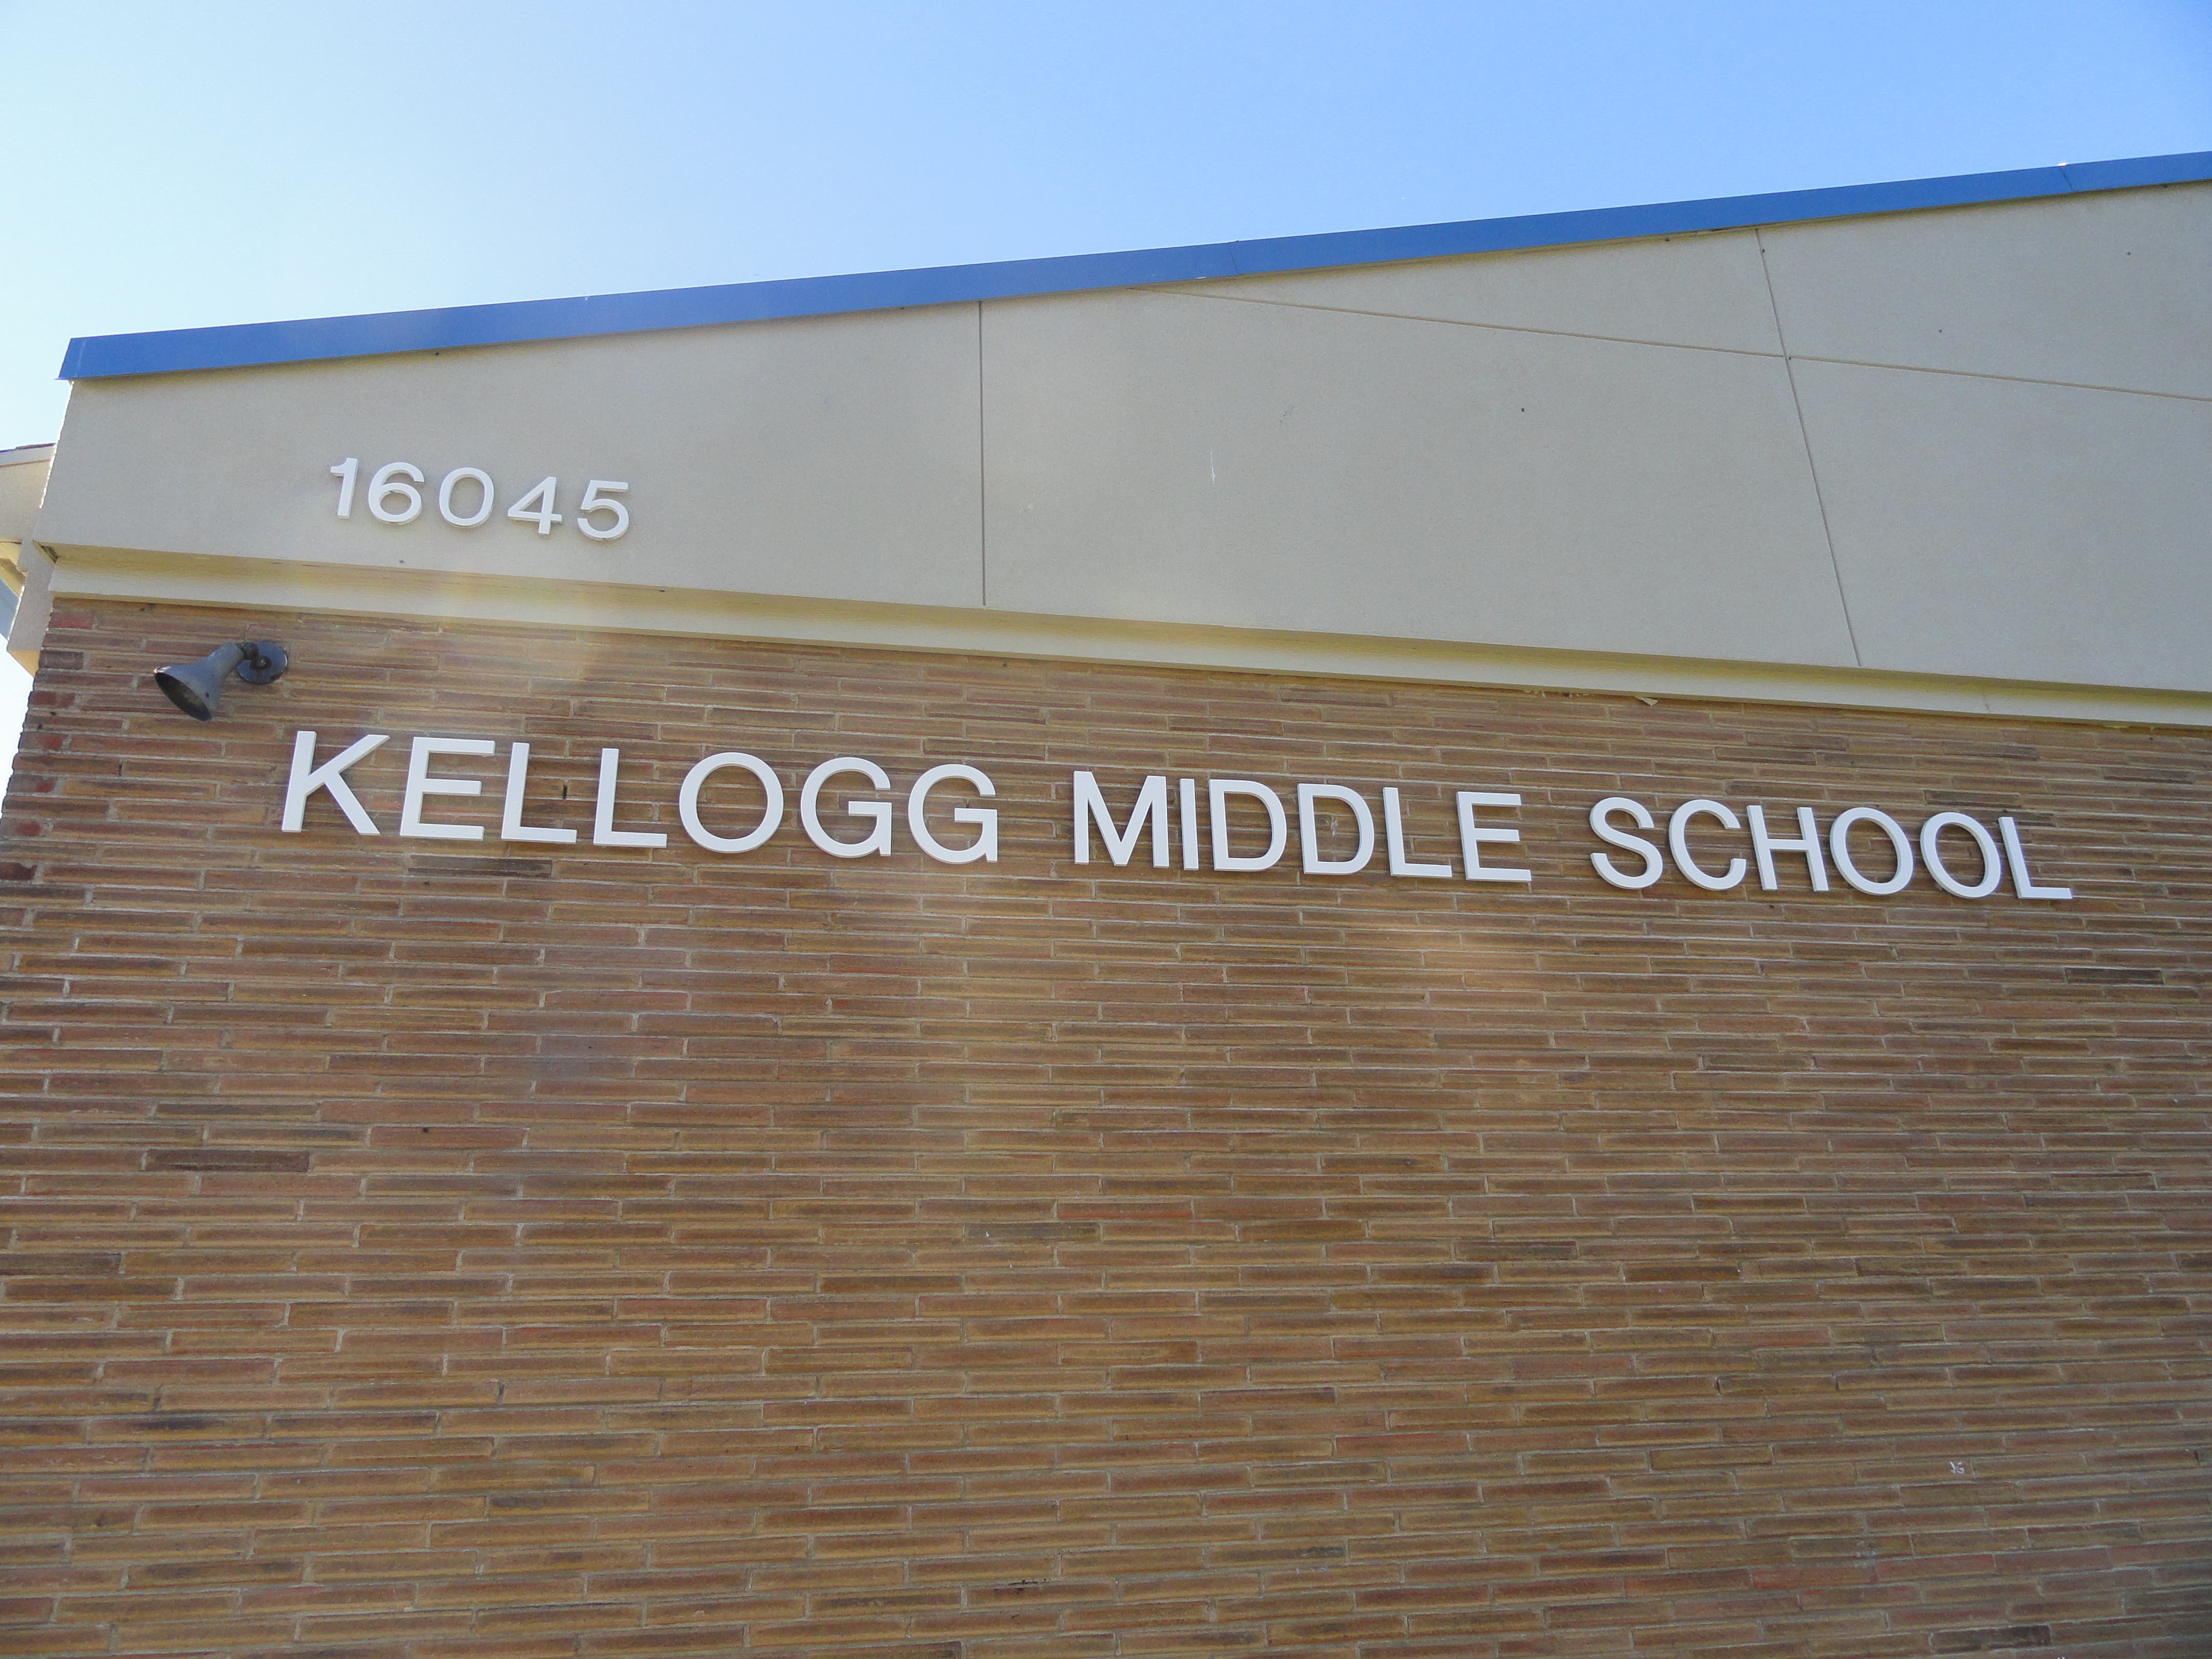 16045
KELLOGG MIDDLE SCHOOL